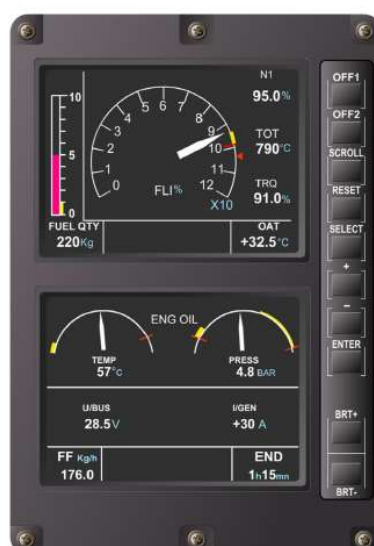 OFF1
OFF2
SCROLL
RESET
SELECT
+
-
ENTER
BRT+
BRT-
10
5
0
FUEL QTY
220Kg
0
1
2
3
4
5
6
7
8
9
10
11
12
X10
FLI%
N1
95.0%
TOT
790°C
TRQ
91.0%
OAT
+32.5°C
ENG OIL
TEMP
57°C
PRESS
4.8 BAR
U/BUS
28.5V
I/GEN
+30 A
FF Kg/h
176.0
END
1h15mn